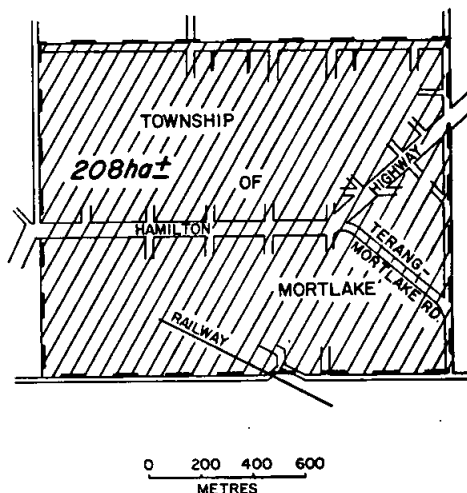 TOWNSHIP
208ha±
OF
HIGHWAY
HAMILTON
TERANG-
MORTLAKE RD.
MORTLAKE
RAILWAY
0 200 400 600
METRES